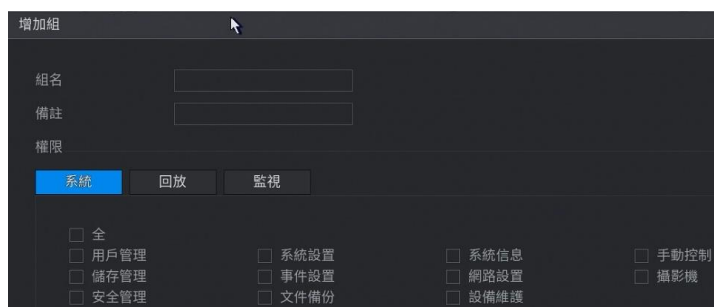 增加組
組名
備註
權限
系統 回放 監視
全
用戶管理 系統設置 系統信息 手動控制
儲存管理 事件設置 網路設置 攝影機
安全管理 文件備份 設備維護